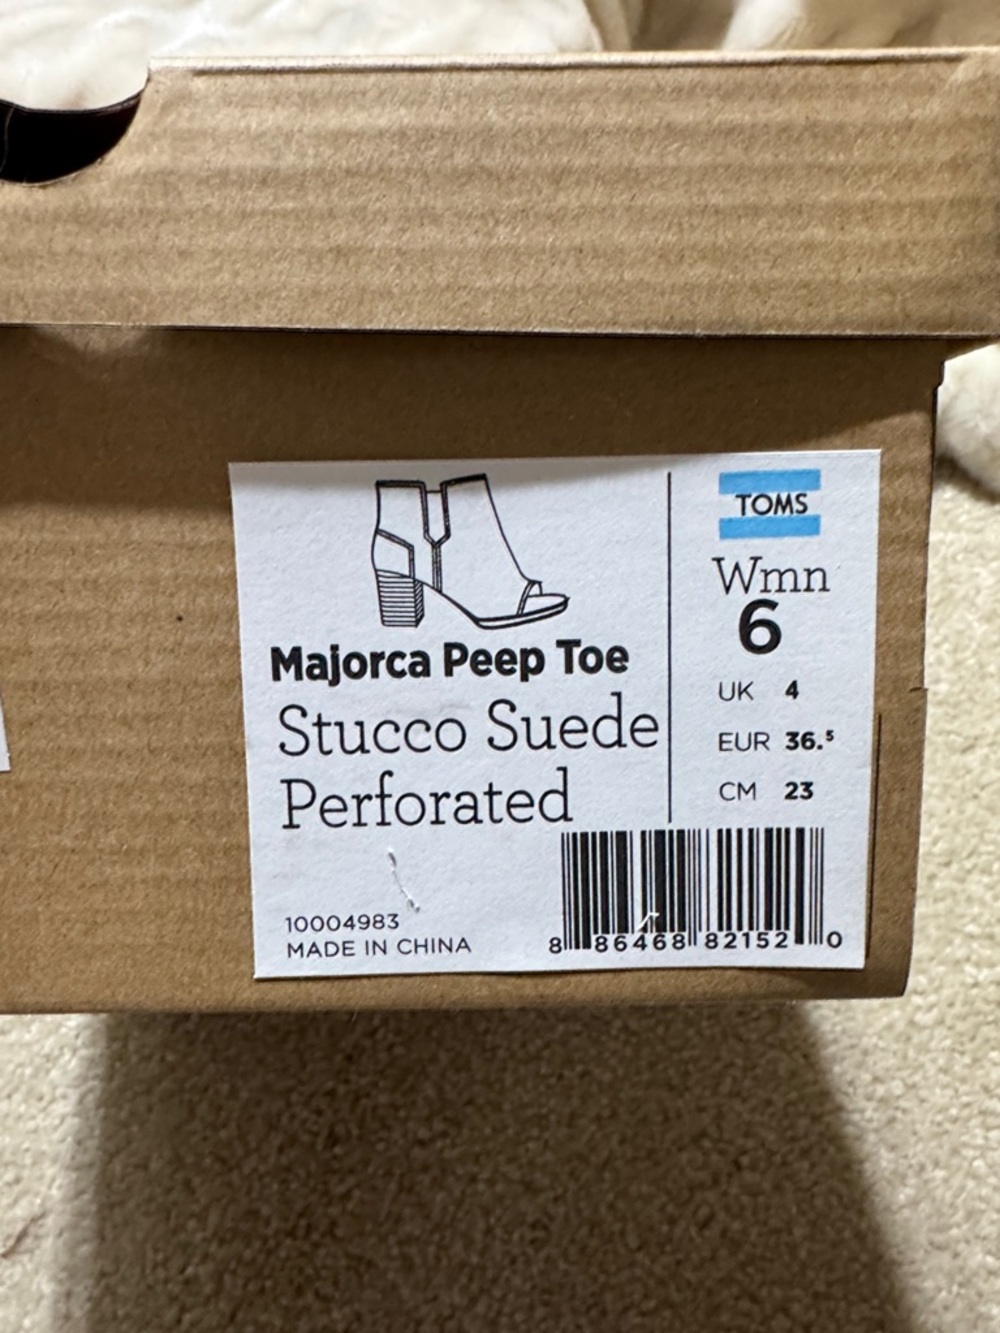 TOMS
Wmn
6
Majorca Peep Toe
Stucco Suede
Perforated
UK 4
EUR 36.⁵
CM 23
10004983
MADE IN CHINA
8 86468 82152 0